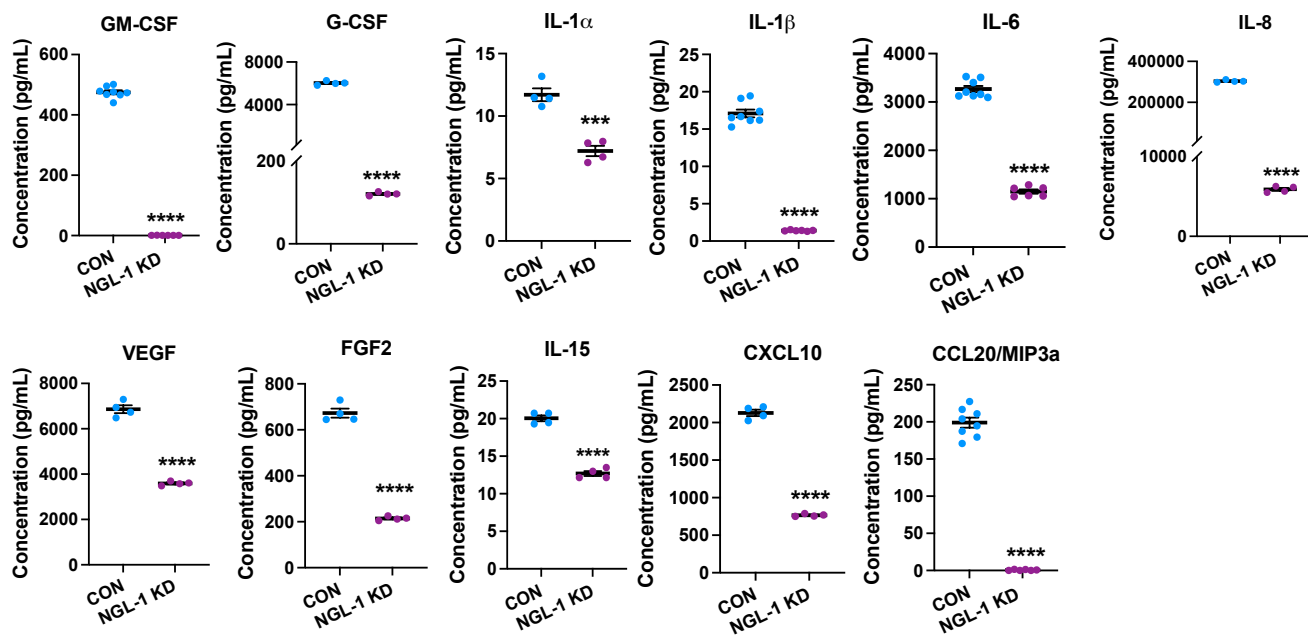 GM-CSF
Concentration (pg/mL)
600
400
200
0
****
CON
NGL-1 KD
G-CSF
Concentration (pg/mL)
8000
4000
200
0
****
CON
NGL-1 KD
IL-1α
Concentration (pg/mL)
15
10
5
0
***
CON
NGL-1 KD
IL-1β
Concentration (pg/mL)
25
20
15
10
5
0
****
CON
NGL-1 KD
IL-6
Concentration (pg/mL)
4000
3000
2000
1000
0
****
CON
NGL-1 KD
IL-8
Concentration (pg/mL)
400000
200000
10000
0
****
CON
NGL-1 KD
VEGF
Concentration (pg/mL)
8000
6000
4000
2000
0
****
CON
NGL-1 KD
FGF2
Concentration (pg/mL)
800
600
400
200
0
****
CON
NGL-1 KD
IL-15
Concentration (pg/mL)
25
20
15
10
5
0
****
CON
NGL-1 KD
CXCL10
Concentration (pg/mL)
2500
2000
1500
1000
500
0
****
CON
NGL-1 KD
CCL20/MIP3a
Concentration (pg/mL)
250
200
150
100
50
0
****
CON
NGL-1 KD